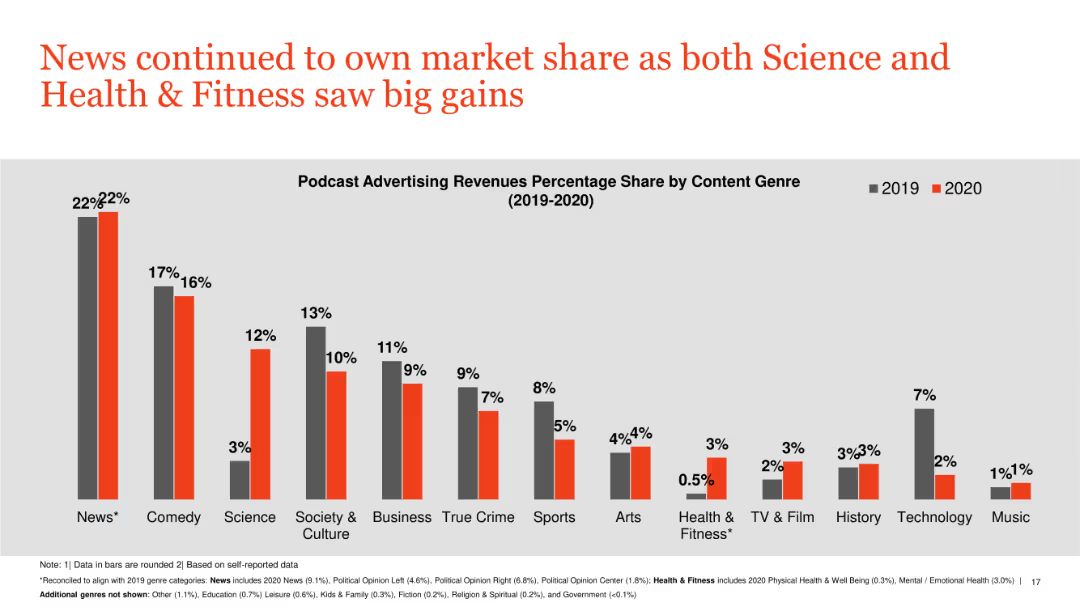 News continued to own market share as both Science and
Health & Fitness saw big gains
Podcast Advertising Revenues Percentage Share by Content Genre
(2019-2020)
2019 2020
22% 22%
17% 16%
3% 12%
13% 10%
11% 9%
9% 7%
8% 5%
4% 4%
0.5% 3%
2% 3%
3% 3%
7% 2%
1% 1%
News* Comedy Science Society & Business True Crime Sports Arts Health & TV & Film History Technology Music
Culture Fitness*
Note: 1| Data in bars are rounded 2| Based on self-reported data
*Reconciled to align with 2019 genre categories: News includes 2020 News (9.1%), Political Opinion Left (4.6%), Political Opinion Right (6.8%), Political Opinion Center (1.8%); Health & Fitness includes 2020 Physical Health & Well Being (0.3%), Mental / Emotional Health (3.0%) | 17
Additional genres not shown: Other (1.1%), Education (0.7%) Leisure (0.6%), Kids & Family (0.3%), Fiction (0.2%), Religion & Spiritual (0.2%), and Government (<0.1%)